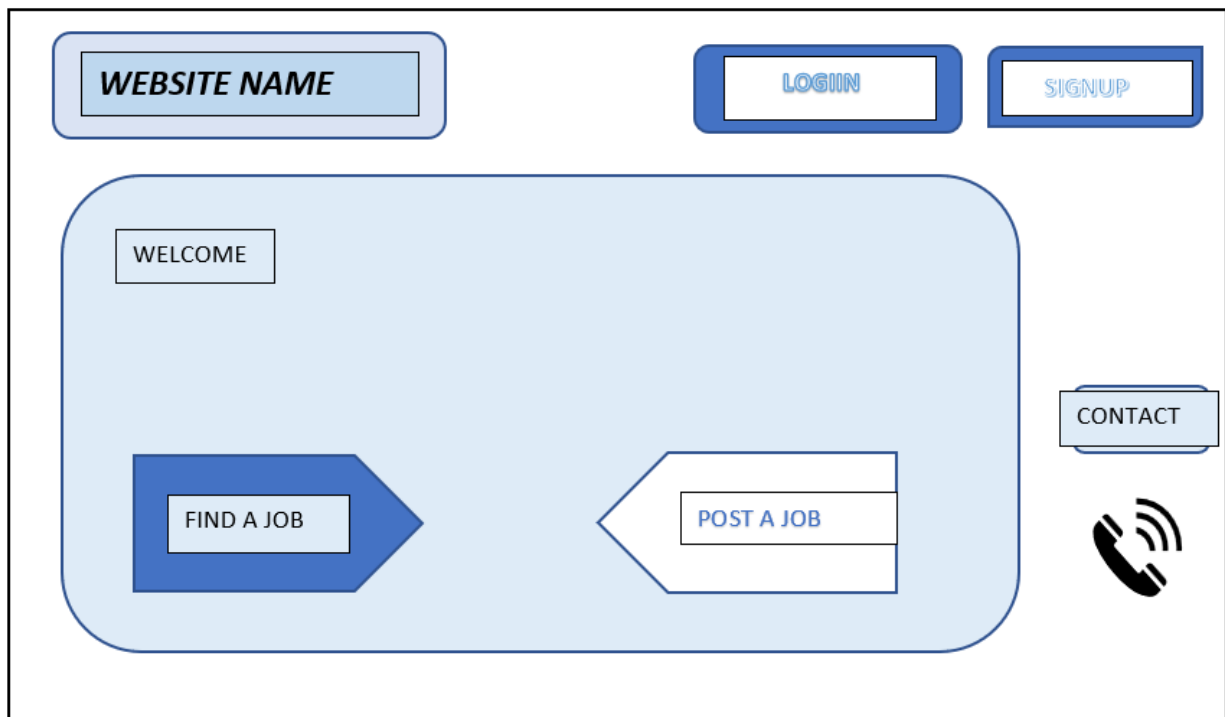 WEBSITE NAME
LOGIIN
SIGNUP
WELCOME
CONTACT
FIND A JOB
POST A JOB